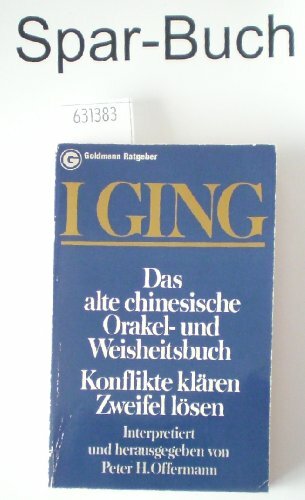 Spar-Buch
631383
G Goldmann Ratgeber
I GING
Das
alte chinesische
Orakel- und
Weisheitsbuch
Konflikte klären
Zweifel lösen
Interpretiert
und herausgegeben von
Peter H. Offermann